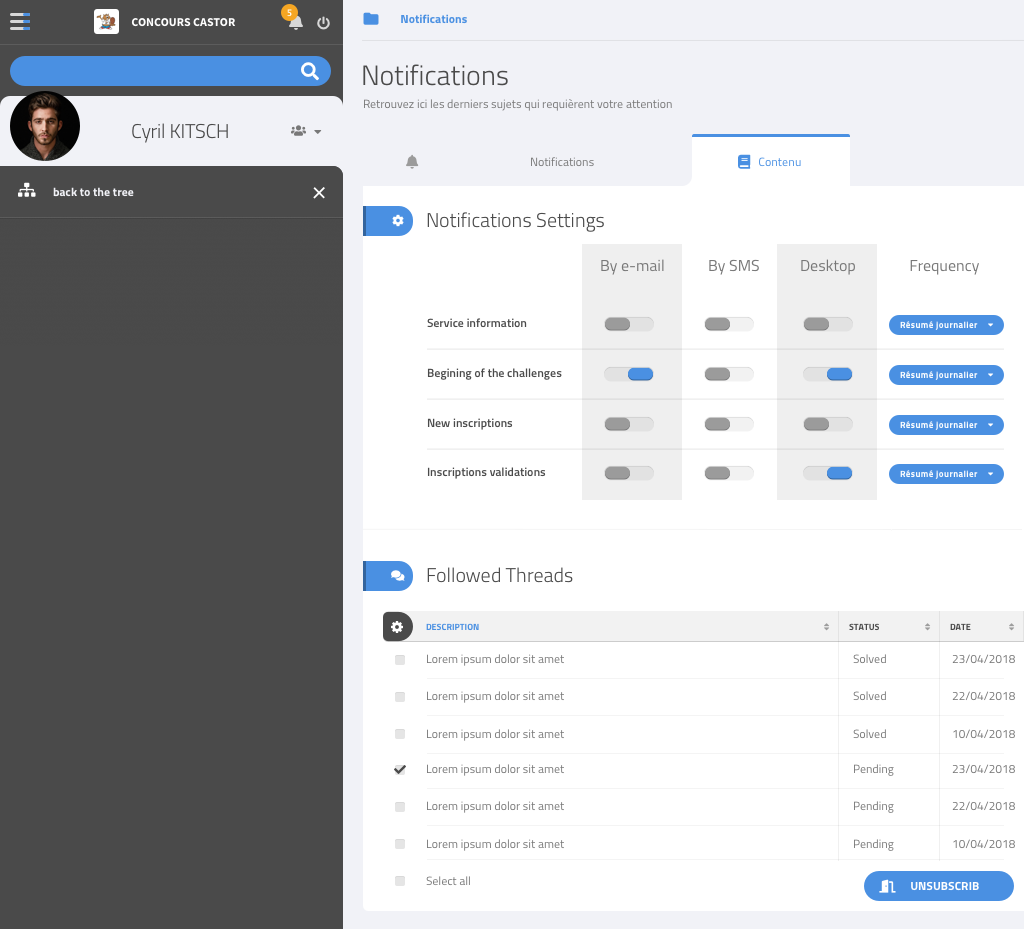 CONCOURS CASTOR
5
Cyril KITSCH
back to the tree
Notifications
Notifications
Retrouvez ici les derniers sujets qui requièrent votre attention
Notifications
Contenu
Notifications Settings
By e-mail By SMS Desktop Frequency
Service information Résumé journalier
Begining of the challenges Résumé journalier
New inscriptions Résumé journalier
Inscriptions validations Résumé journalier
Followed Threads
DESCRIPTION STATUS DATE
Lorem ipsum dolor sit amet Solved 23/04/2018
Lorem ipsum dolor sit amet Solved 22/04/2018
Lorem ipsum dolor sit amet Solved 10/04/2018
Lorem ipsum dolor sit amet Pending 23/04/2018
Lorem ipsum dolor sit amet Pending 22/04/2018
Lorem ipsum dolor sit amet Pending 10/04/2018
Select all
UNSUBSCRIB